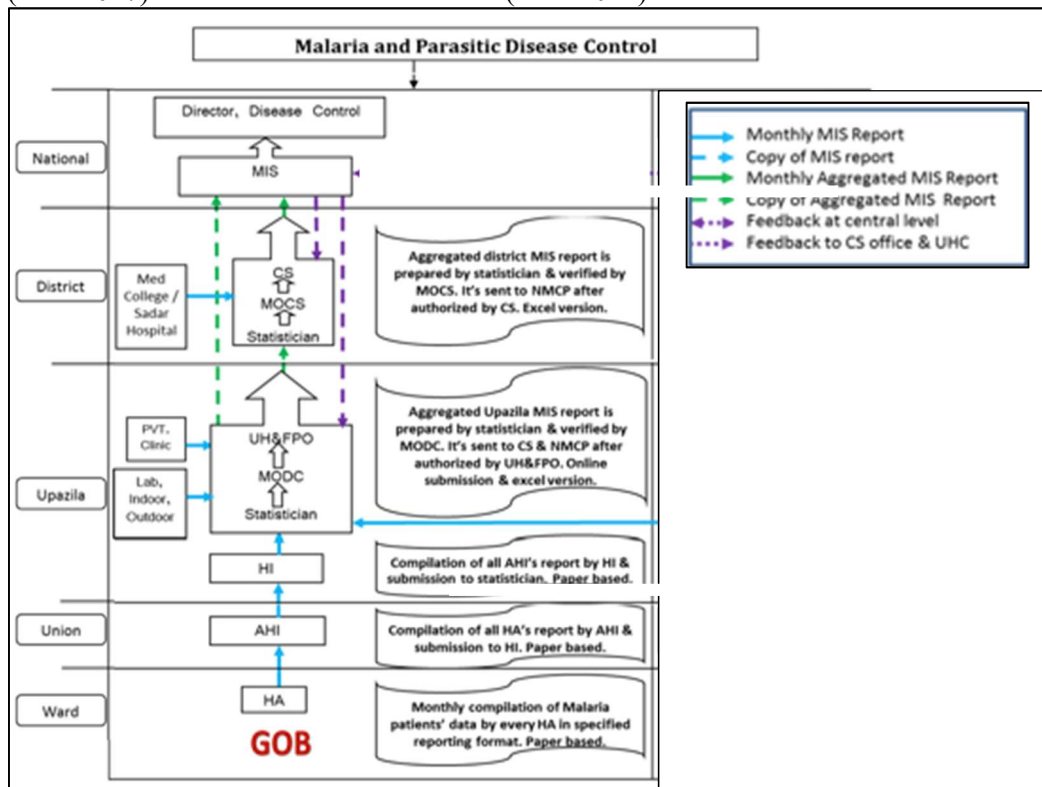 Malaria and Parasitic Disease Control
Director, Disease Control
National
MIS
Monthly MIS Report
Copy of MIS report
Monthly Aggregated MIS Report
Copy of Aggregated MIS Report
Feedback at central level
Feedback to CS office & UHC
District
Med
College /
Sadar
Hospital
CS
MOCS
Statistician
Aggregated district MIS report is
prepared by statistician & verified by
MOCS. It's sent to NMCP after
authorized by CS. Excel version.
Upazila
PVT.
Clinic
Lab,
Indoor,
Outdoor
UH&FPO
MODC
Statistician
Aggregated Upazila MIS report is
prepared by statistician & verified by
MODC. It's sent to CS & NMCP after
authorized by UH&FPO. Online
submission & excel version.
HI
Compilation of all AHI's report by HI &
submission to statistician. Paper based.
Union
AHI
Compilation of all HA's report by AHI &
submission to HI. Paper based.
Ward
HA
GOB
Monthly compilation of Malaria
patients' data by every HA in specified
reporting format. Paper based.